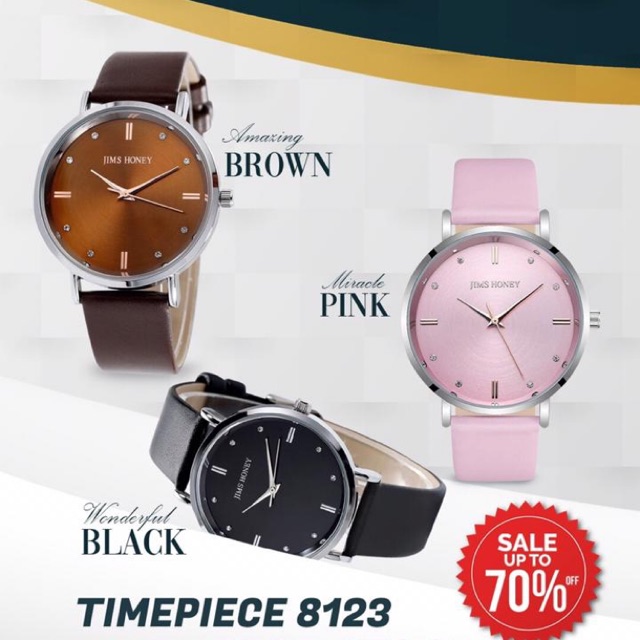 JIMS HONEY
Amazing
BROWN
JIMS HONEY
Miracle
PINK
JIMS HONEY
Wonderful
BLACK
SALE
UP TO
70% OFF
TIMEPIECE 8123